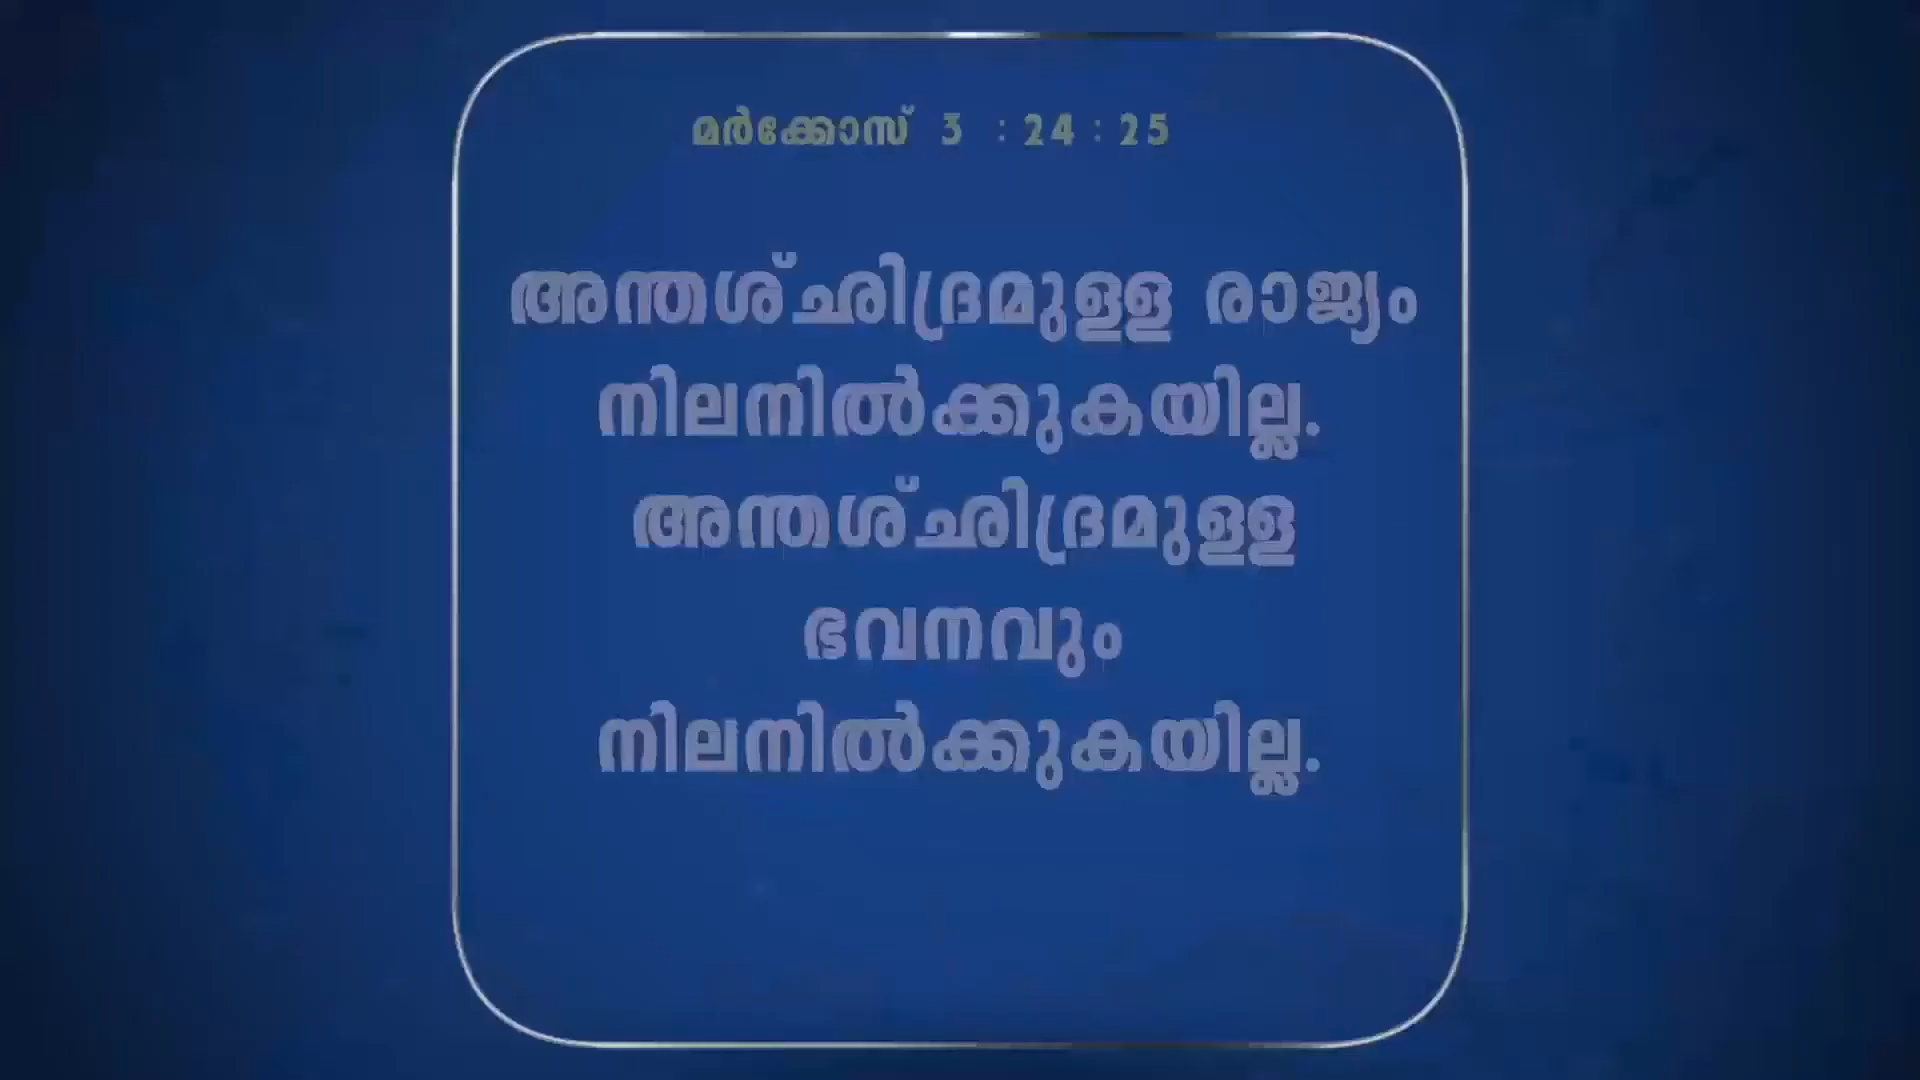 മർക്കോസ് 3 :24:25
അന്തശ്ഛിദ്രമുള്ള രാജ്യം
നിലനിൽക്കുകയില്ല.
അന്തശ്ഛിദ്രമുള്ള
ഭവനവും
നിലനിൽക്കുകയില്ല.